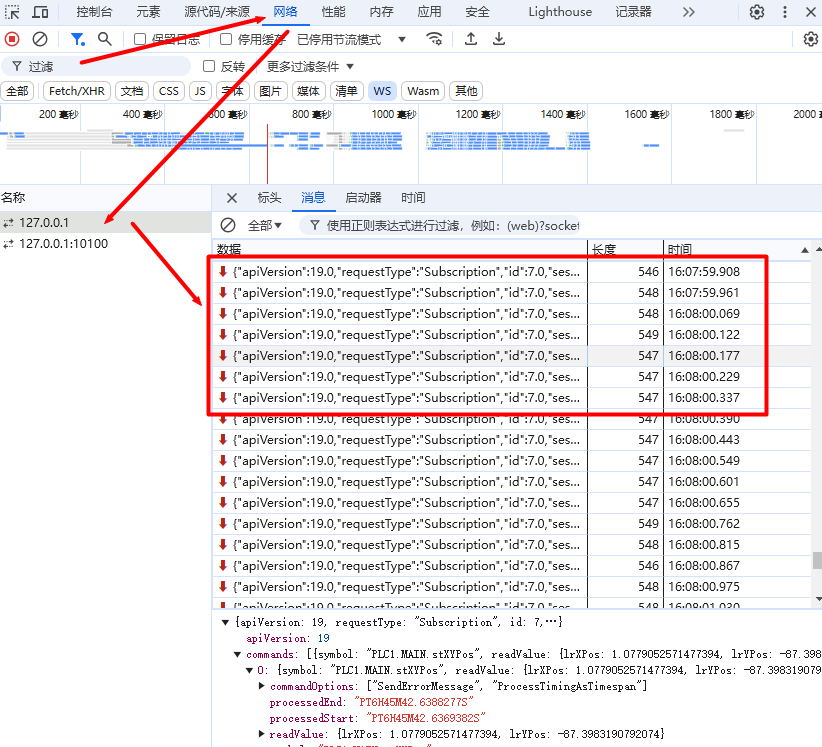 控制台 元素 源代码/来源 网络 性能 内存 应用 安全 Lighthouse 记录器
保留日志 停用缓存 已停用节流模式
过滤 反转 更多过滤条件
全部 Fetch/XHR 文档 CSS JS 字体 图片 媒体 清单 WS Wasm 其他
200 毫秒 400 毫秒 600 毫秒 800 毫秒 1000 毫秒 1200 毫秒 1400 毫秒 1600 毫秒 1800 毫秒 2000
名称 标头 消息 启动器 时间
127.0.0.1 全部 使用正则表达式进行过滤，例如：(web)?socket
127.0.0.1:10100
数据 长度 时间
{"apiVersion":19.0,"requestType":"Subscription","id":7.0,"ses... 546 16:07:59.908
{"apiVersion":19.0,"requestType":"Subscription","id":7.0,"ses... 548 16:07:59.961
{"apiVersion":19.0,"requestType":"Subscription","id":7.0,"ses... 548 16:08:00.069
{"apiVersion":19.0,"requestType":"Subscription","id":7.0,"ses... 549 16:08:00.122
{"apiVersion":19.0,"requestType":"Subscription","id":7.0,"ses... 547 16:08:00.177
{"apiVersion":19.0,"requestType":"Subscription","id":7.0,"ses... 547 16:08:00.229
{"apiVersion":19.0,"requestType":"Subscription","id":7.0,"ses... 547 16:08:00.337
{"apiVersion":19.0,"requestType":"Subscription","id":7.0,"ses... 547 16:08:00.390
{"apiVersion":19.0,"requestType":"Subscription","id":7.0,"ses... 548 16:08:00.443
{"apiVersion":19.0,"requestType":"Subscription","id":7.0,"ses... 547 16:08:00.549
{"apiVersion":19.0,"requestType":"Subscription","id":7.0,"ses... 547 16:08:00.601
{"apiVersion":19.0,"requestType":"Subscription","id":7.0,"ses... 547 16:08:00.655
{"apiVersion":19.0,"requestType":"Subscription","id":7.0,"ses... 549 16:08:00.762
{"apiVersion":19.0,"requestType":"Subscription","id":7.0,"ses... 548 16:08:00.815
{"apiVersion":19.0,"requestType":"Subscription","id":7.0,"ses... 546 16:08:00.867
{"apiVersion":19.0,"requestType":"Subscription","id":7.0,"ses... 548 16:08:00.975
{"apiVersion":19.0,"requestType":"Subscription","id":7.0,"ses... 548 16:08:01.030
{apiVersion: 19, requestType: "Subscription", id: 7,…}
apiVersion: 19
commands: [{symbol: "PLC1.MAIN.stXYPos", readValue: {lrXPos: 1.0779052571477394, lrYPos: -87.398
0: {symbol: "PLC1.MAIN.stXYPos", readValue: {lrXPos: 1.0779052571477394, lrYPos: -87.398319079
commandOptions: ["SendErrorMessage", "ProcessTimingAsTimespan"]
processedEnd: "PT6H45M42.6388277S"
processedStart: "PT6H45M42.6369382S"
readValue: {lrXPos: 1.0779052571477394, lrYPos: -87.3983190792074}